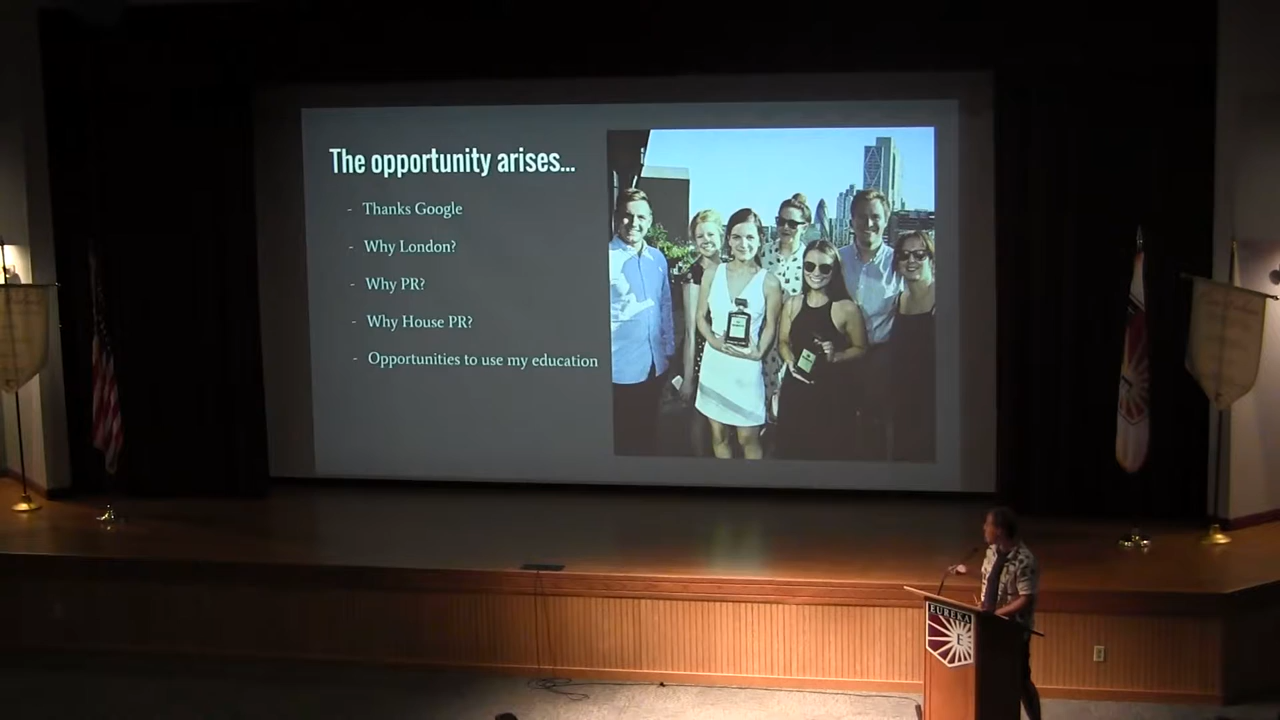 The opportunity arises...
- Thanks Google
- Why London?
- Why PR?
- Why House PR?
- Opportunities to use my education
EUREKA
E